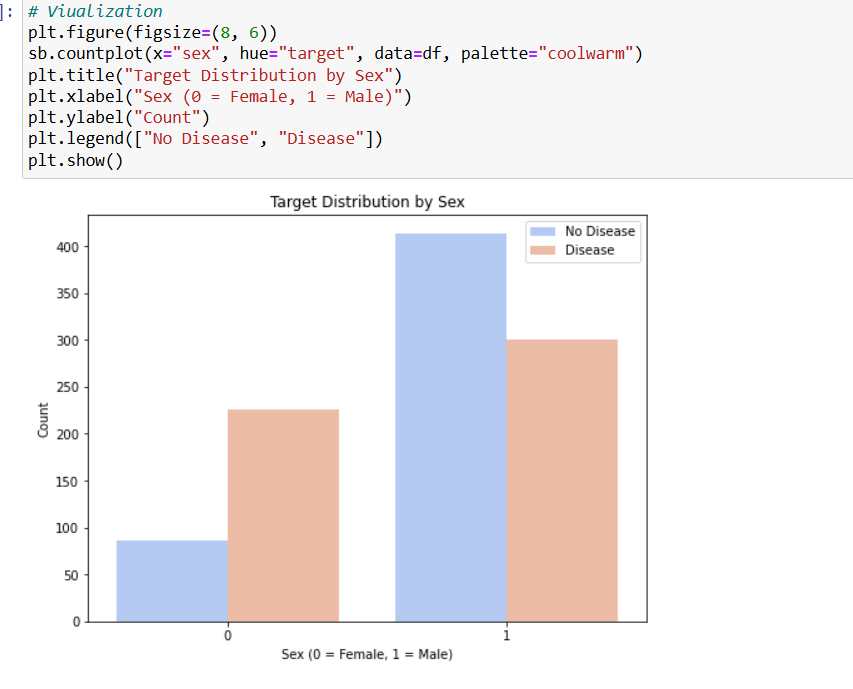 ]: # Viualization
plt.figure(figsize=(8, 6))
sb.countplot(x="sex", hue="target", data=df, palette="coolwarm")
plt.title("Target Distribution by Sex")
plt.xlabel("Sex (0 = Female, 1 = Male)")
plt.ylabel("Count")
plt.legend(["No Disease", "Disease"])
plt.show()
Target Distribution by Sex
No Disease
Disease
400
350
300
250
200
150
100
50
0
Count
0 1
Sex (0 = Female, 1 = Male)